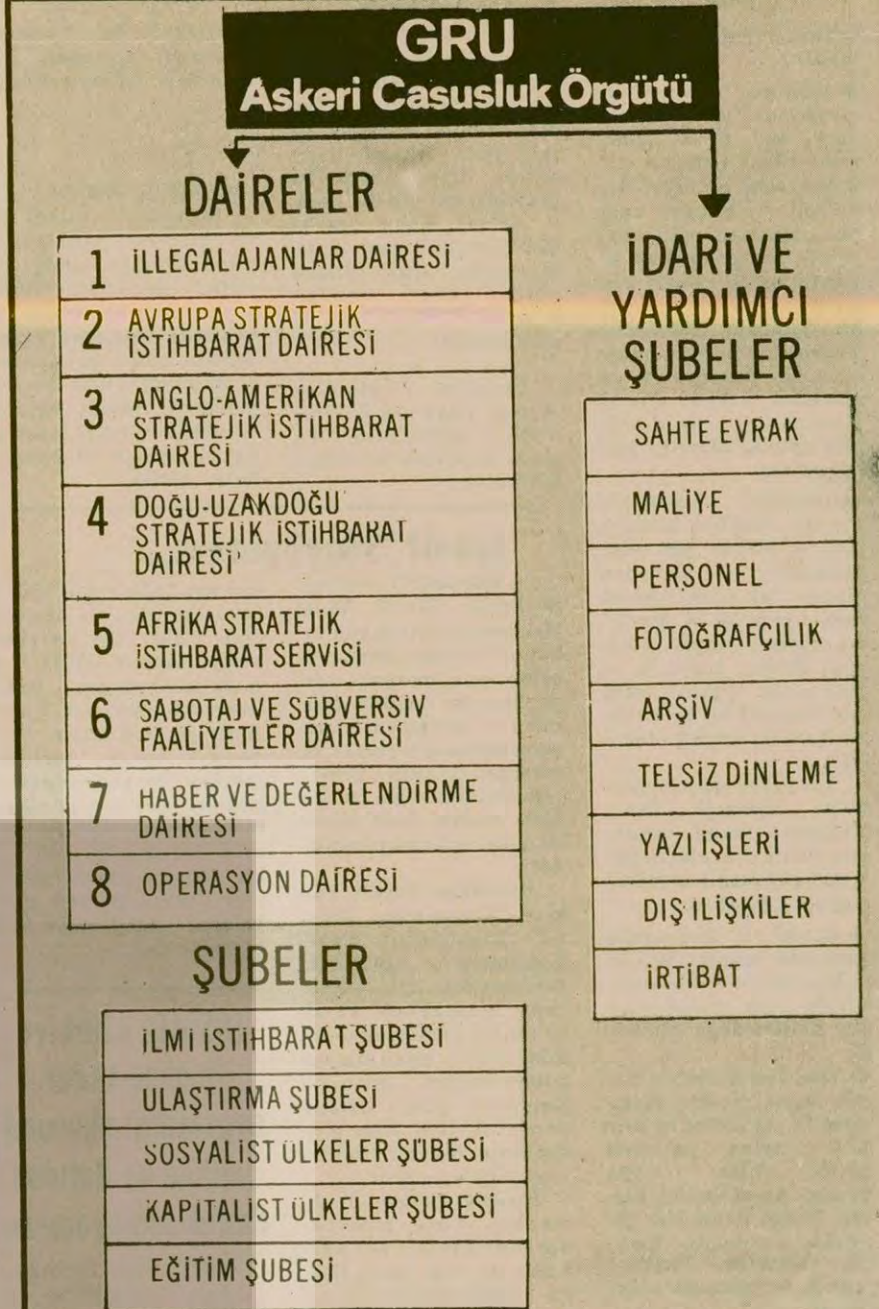 GRU
Askeri Casusluk Örgütü
DAİRELER
1 İLLEGAL AJANLAR DAİRESİ
2 AVRUPA STRATEJİK
İSTİHBARAT DAİRESİ
3 ANGLO-AMERİKAN
STRATEJİK İSTİHBARAT
DAİRESİ
4 DOĞU-UZAKDOĞU
STRATEJİK İSTİHBARAT
DAİRESİ'
5 AFRİKA STRATEJİK
İSTİHBARAT SERVİSİ
6 SABOTAJ VE SÜBVERSİV
FAALİYETLER DAİRESİ
7 HABER VE DEĞERLENDİRME
DAİRESİ
8 OPERASYON DAİRESİ
ŞUBELER
İLMİ İSTİHBARAT ŞUBESİ
ULAŞTIRMA ŞUBESİ
SOSYALİST ÜLKELER ŞÜBESİ
KAPİTALİST ÜLKELER ŞUBESİ
EĞİTİM ŞUBESİ
İDARİ VE
YARDIMCI
ŞUBELER
SAHTE EVRAK
MALİYE
PERSONEL
FOTOĞRAFÇILIK
ARŞİV
TELSİZ DİNLEME
YAZI İŞLERİ
DIŞ İLİŞKİLER
İRTİBAT